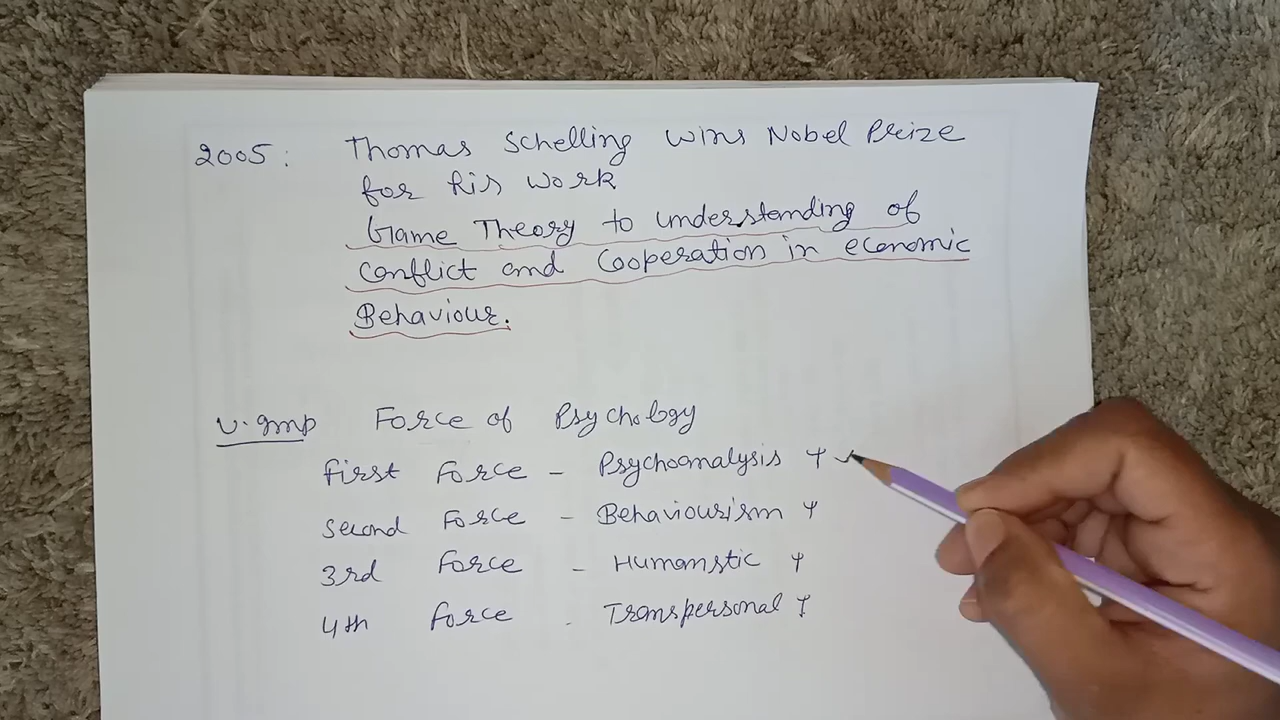 2005: Thomas Schelling wins Nobel Prize
for his work
Game Theory to understanding of
conflict and Cooperation in economic
Behaviour.
V. Imp Force of Psychology
first Force - Psychoanalysis ψ
second Force - Behaviourism ψ
3rd Force - Humanstic ψ
4th Force - Transpersonal ψ